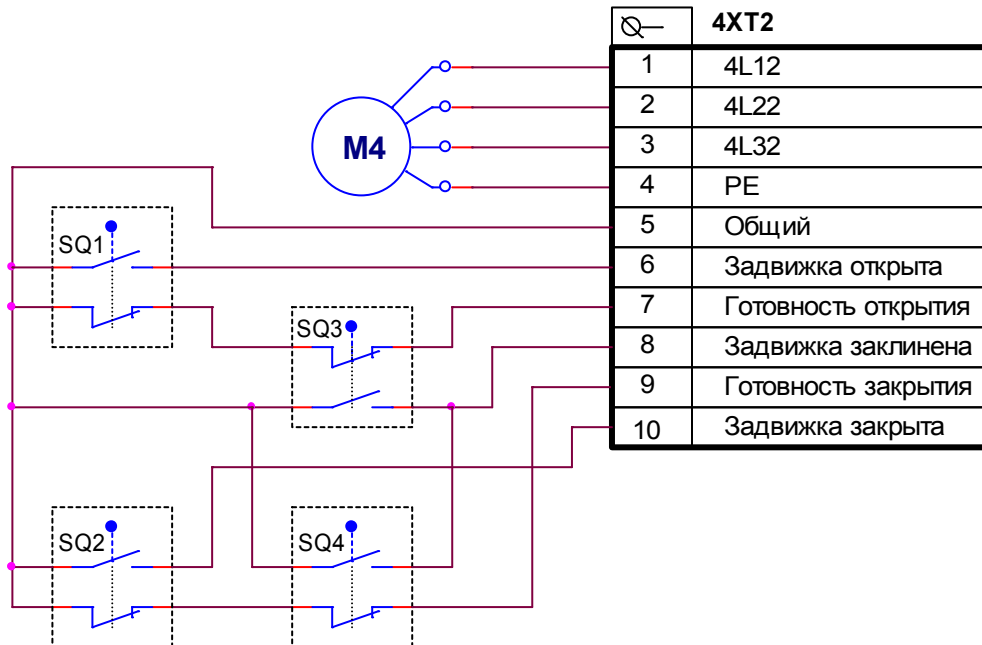 4XT2
1 4L12
2 4L22
3 4L32
4 PE
5 Общий
6 Задвижка открыта
7 Готовность открытия
8 Задвижка заклинена
9 Готовность закрытия
10 Задвижка закрыта
M4
SQ1
SQ3
SQ2
SQ4